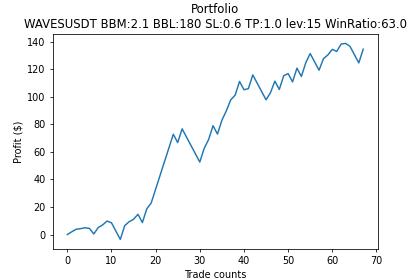 Portfolio
WAVESUSDT BBM:2.1 BBL:180 SL:0.6 TP:1.0 lev:15 WinRatio:63.0
140
120
100
80
60
40
20
0
Profit ($)
0 10 20 30 40 50 60 70
Trade counts